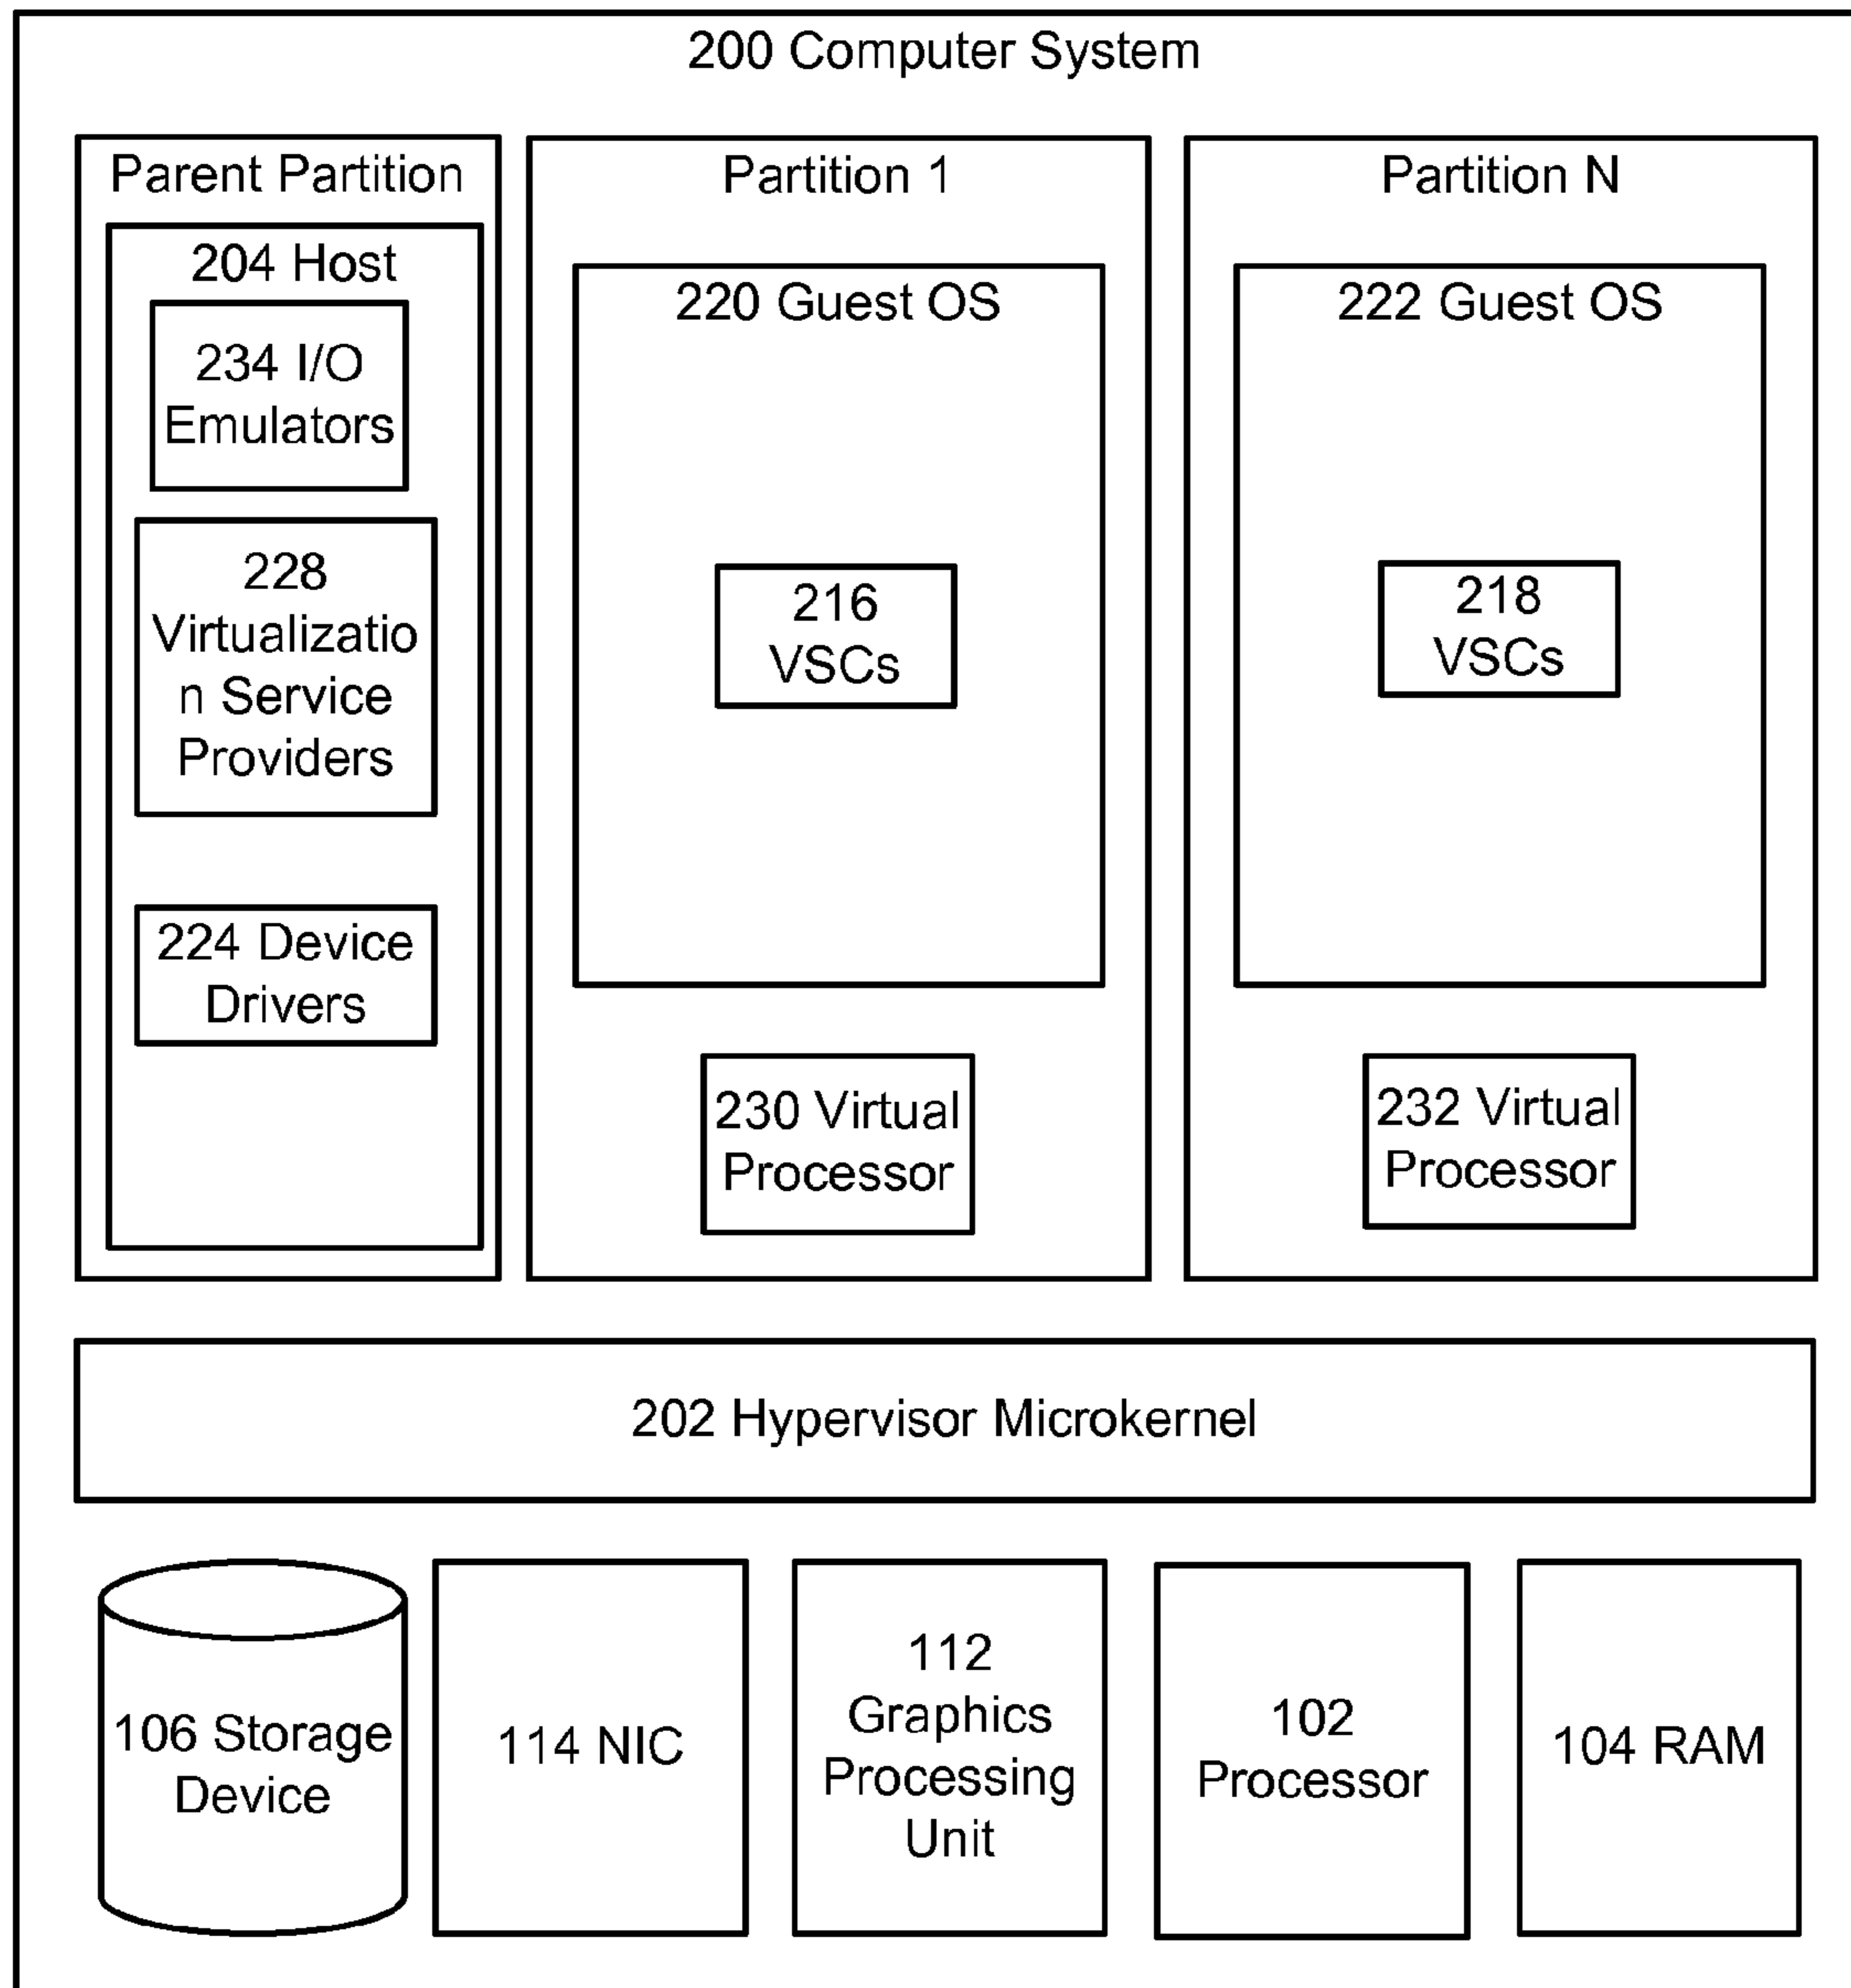 200 Computer System
Parent Partition
204 Host
234 I/O
Emulators
228
Virtualizatio
n Service
Providers
224 Device
Drivers
Partition 1
220 Guest OS
216
VSCs
230 Virtual
Processor
Partition N
222 Guest OS
218
VSCs
232 Virtual
Processor
202 Hypervisor Microkernel
106 Storage
Device
114 NIC
112
Graphics
Processing
Unit
102
Processor
104 RAM